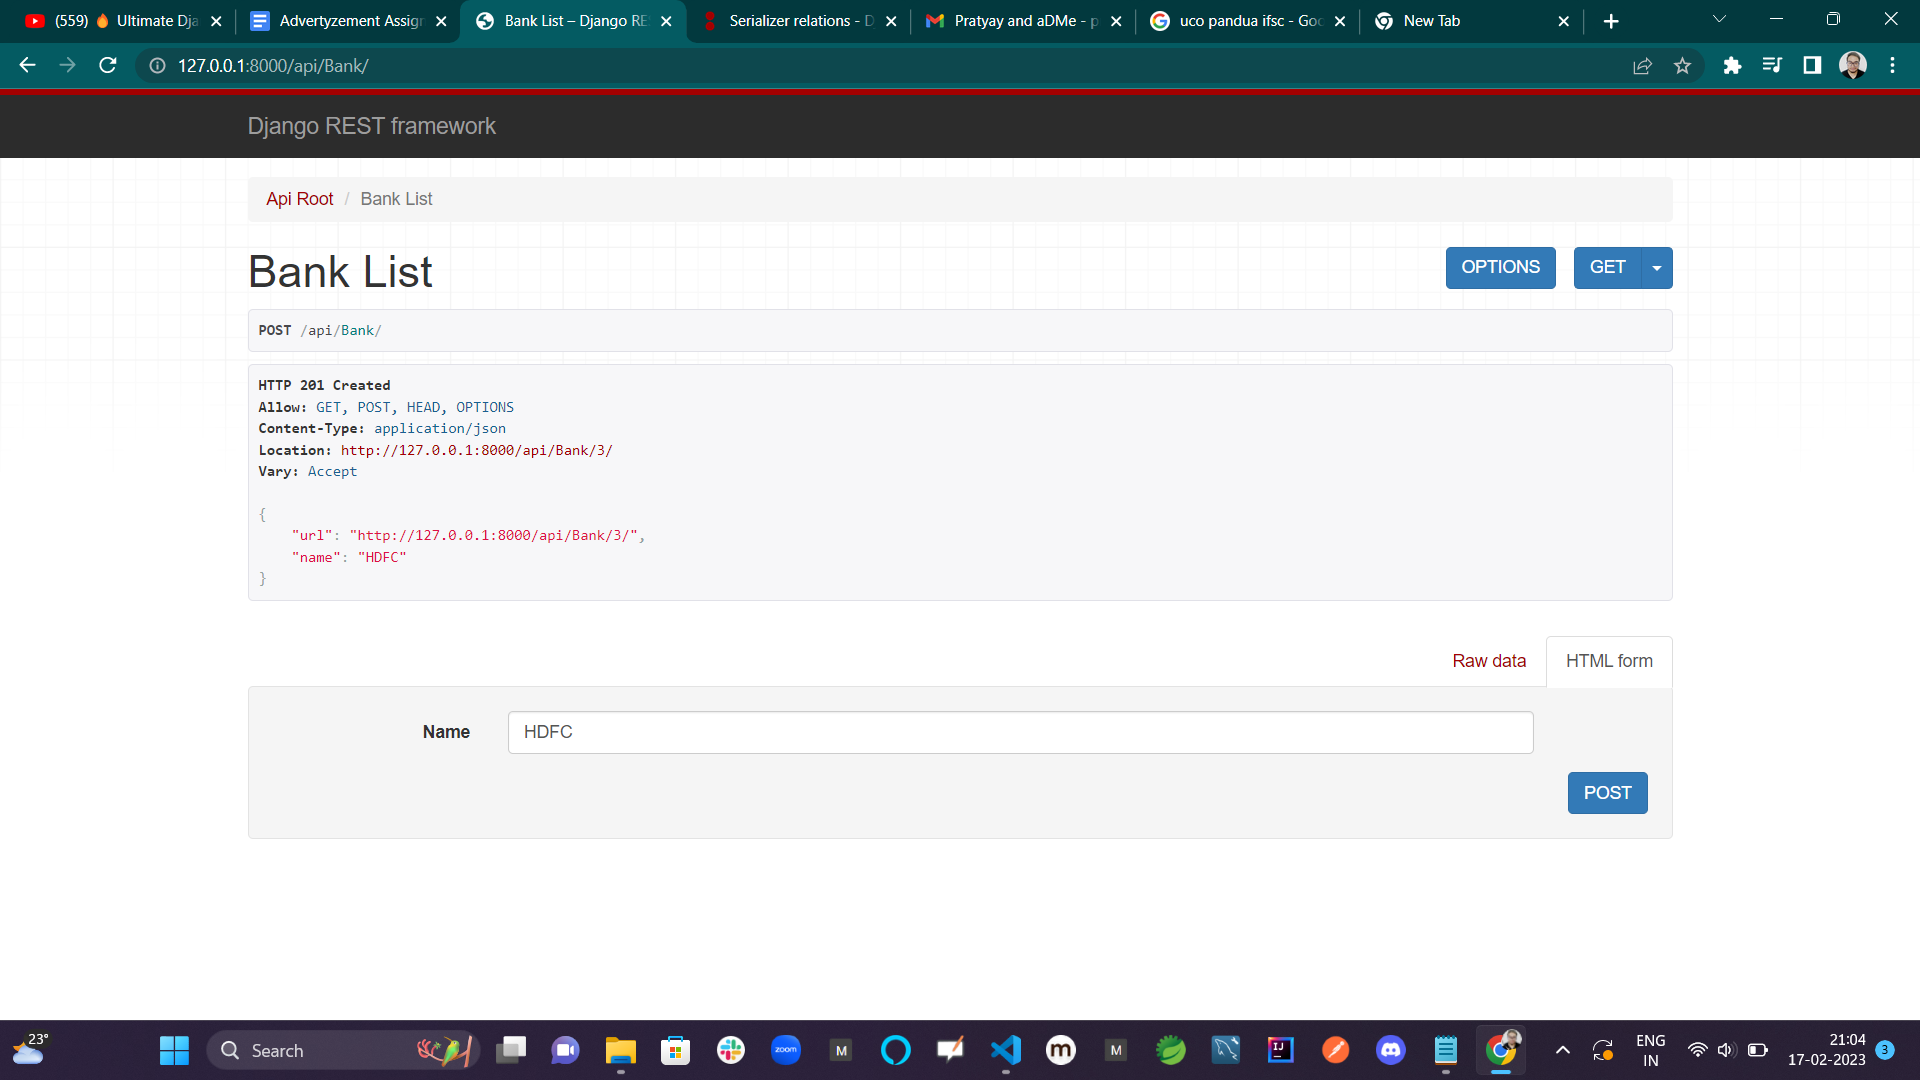 (559) 🔥 Ultimate Dja
Advertyzement Assign
Bank List – Django RE
Serializer relations - D
Pratyay and aDMe - p
uco pandua ifsc - Goo
New Tab
127.0.0.1:8000/api/Bank/
Django REST framework
Api Root / Bank List
Bank List
OPTIONS
GET
POST /api/Bank/
HTTP 201 Created
Allow: GET, POST, HEAD, OPTIONS
Content-Type: application/json
Location: http://127.0.0.1:8000/api/Bank/3/
Vary: Accept
{
"url": "http://127.0.0.1:8000/api/Bank/3/",
"name": "HDFC"
}
Raw data
HTML form
Name
HDFC
POST
23°
Search
zoom
M
m
M
IJ
ENG
IN
21:04
17-02-2023
3